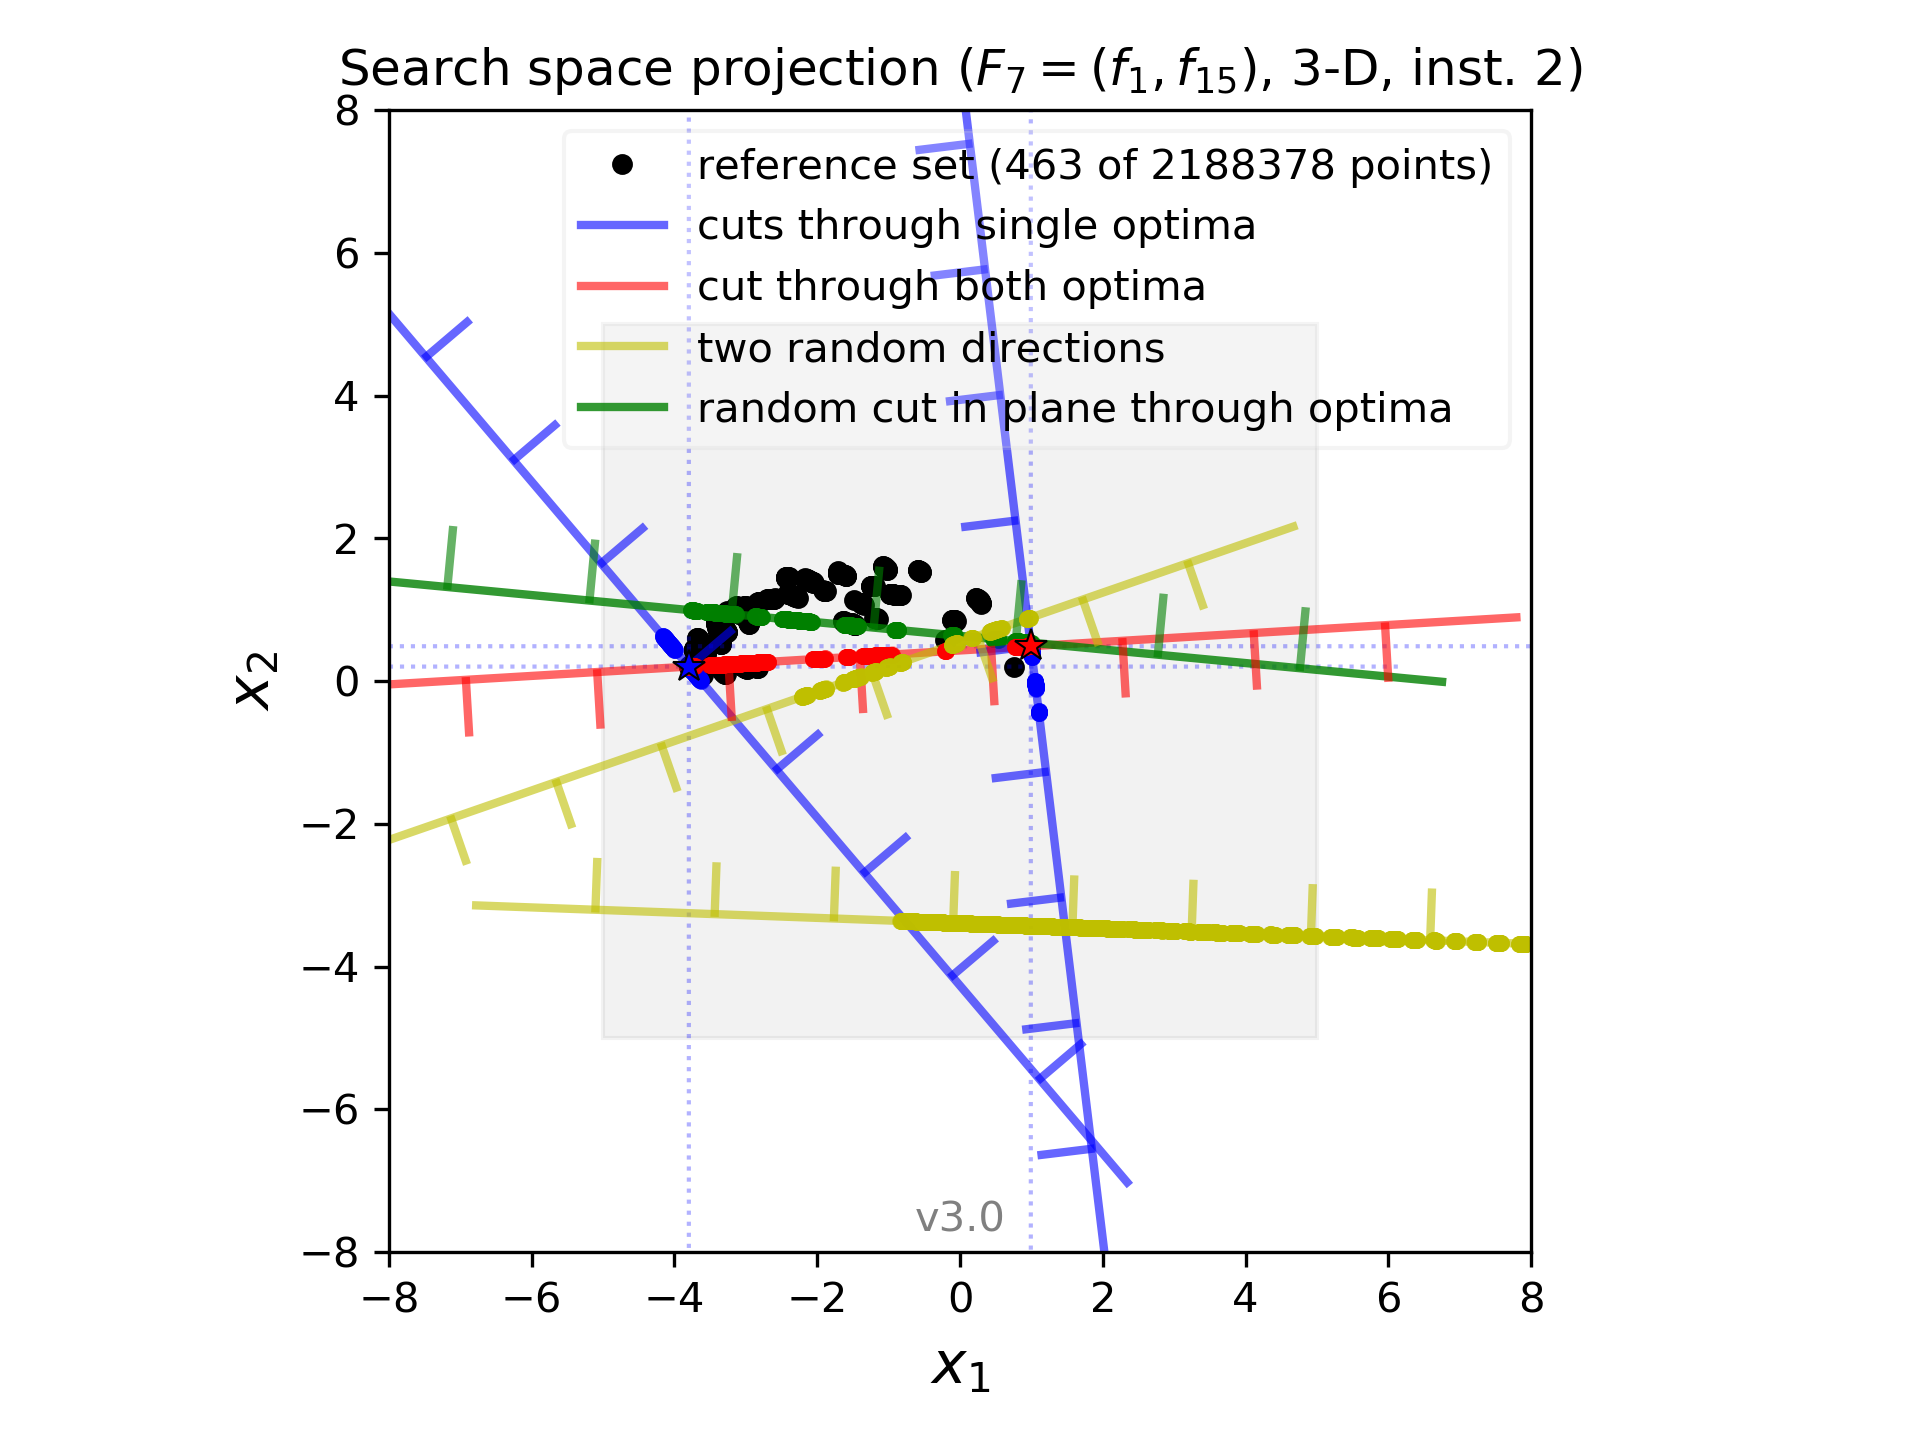 Search space projection (F₇ = (f₁, f₁₅), 3-D, inst. 2)
reference set (463 of 2188378 points)
cuts through single optima
cut through both optima
two random directions
random cut in plane through optima
8
6
4
2
0
−2
−4
−6
−8
x₂
v3.0
−8 −6 −4 −2 0 2 4 6 8
x₁